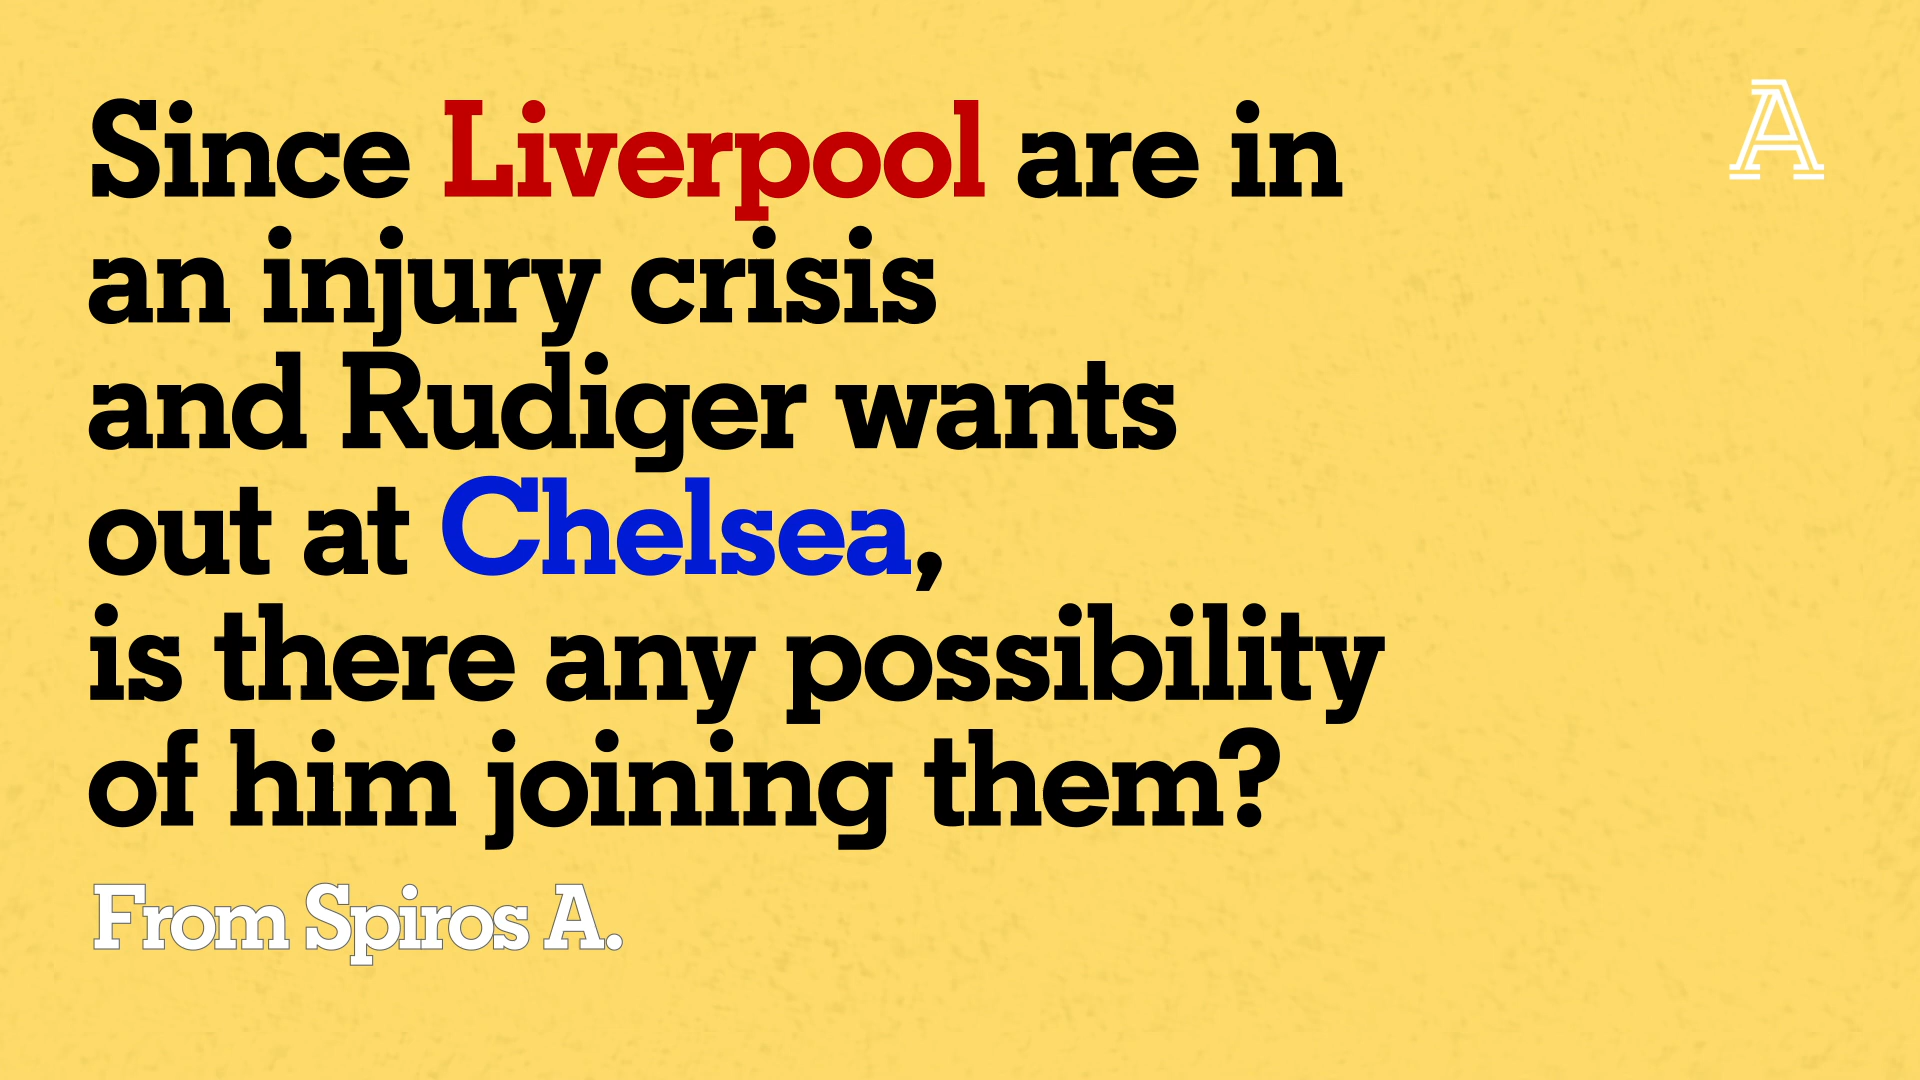 Since Liverpool are in
an injury crisis
and Rudiger wants
out at Chelsea,
is there any possibility
of him joining them?
From Spiros A.
A